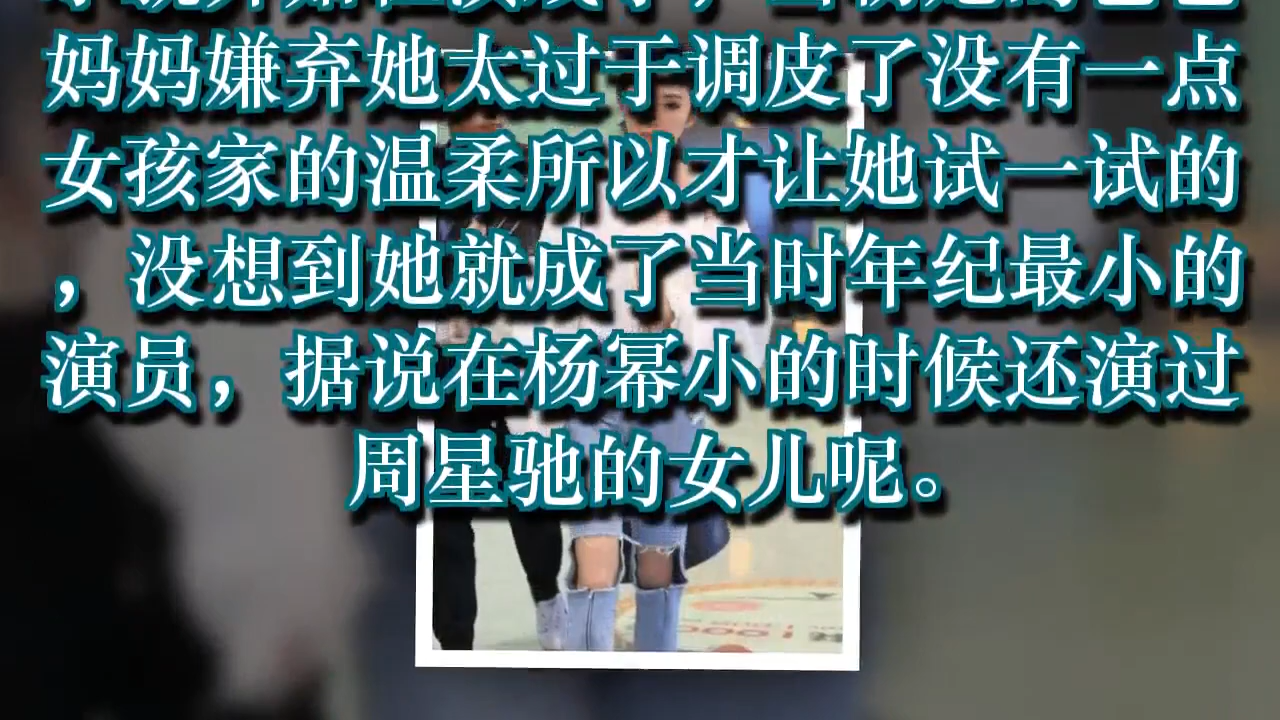 妈妈嫌弃她太过于调皮了没有一点
女孩家的温柔所以才让她试一试的
，没想到她就成了当时年纪最小的
演员，据说在杨幂小的时候还演过
周星驰的女儿呢。